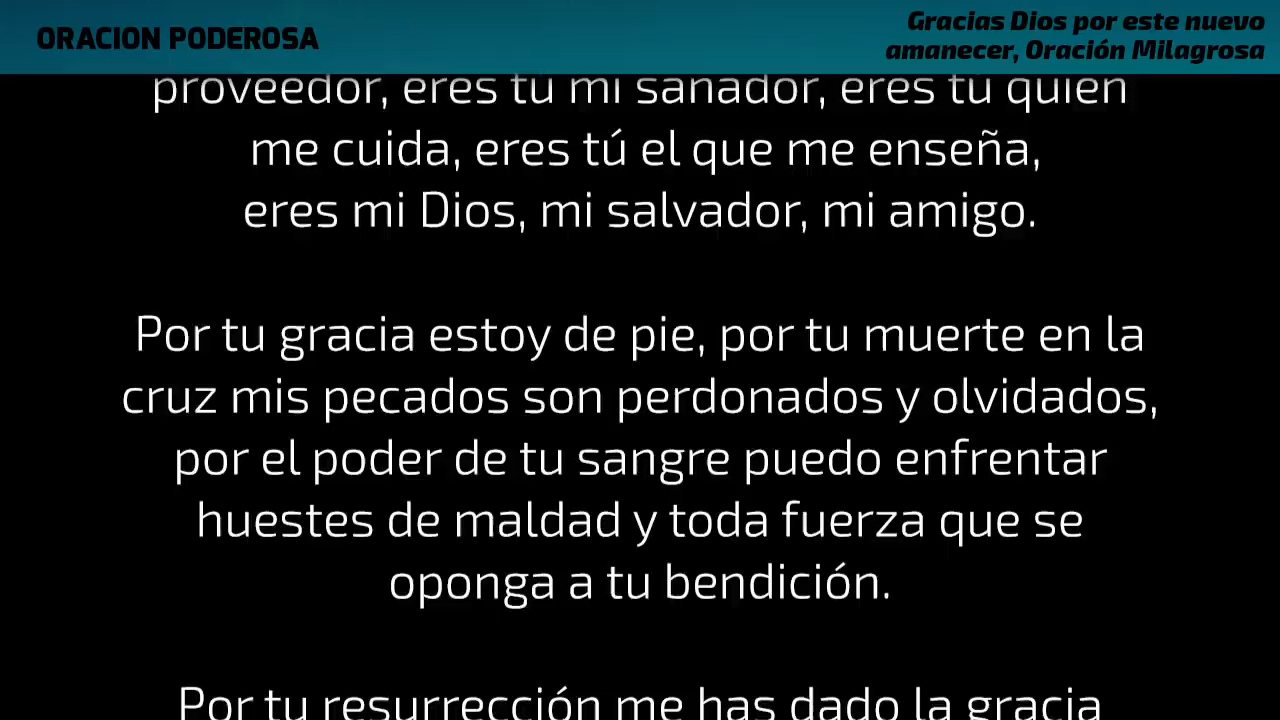 ORACION PODEROSA
Gracias Dios por este nuevo
amanecer, Oración Milagrosa
proveedor, eres tú mi sanador, eres tú quien
me cuida, eres tú el que me enseña,
eres mi Dios, mi salvador, mi amigo.
Por tu gracia estoy de pie, por tu muerte en la
cruz mis pecados son perdonados y olvidados,
por el poder de tu sangre puedo enfrentar
huestes de maldad y toda fuerza que se
oponga a tu bendición.
Por tu resurrección me has dado la gracia